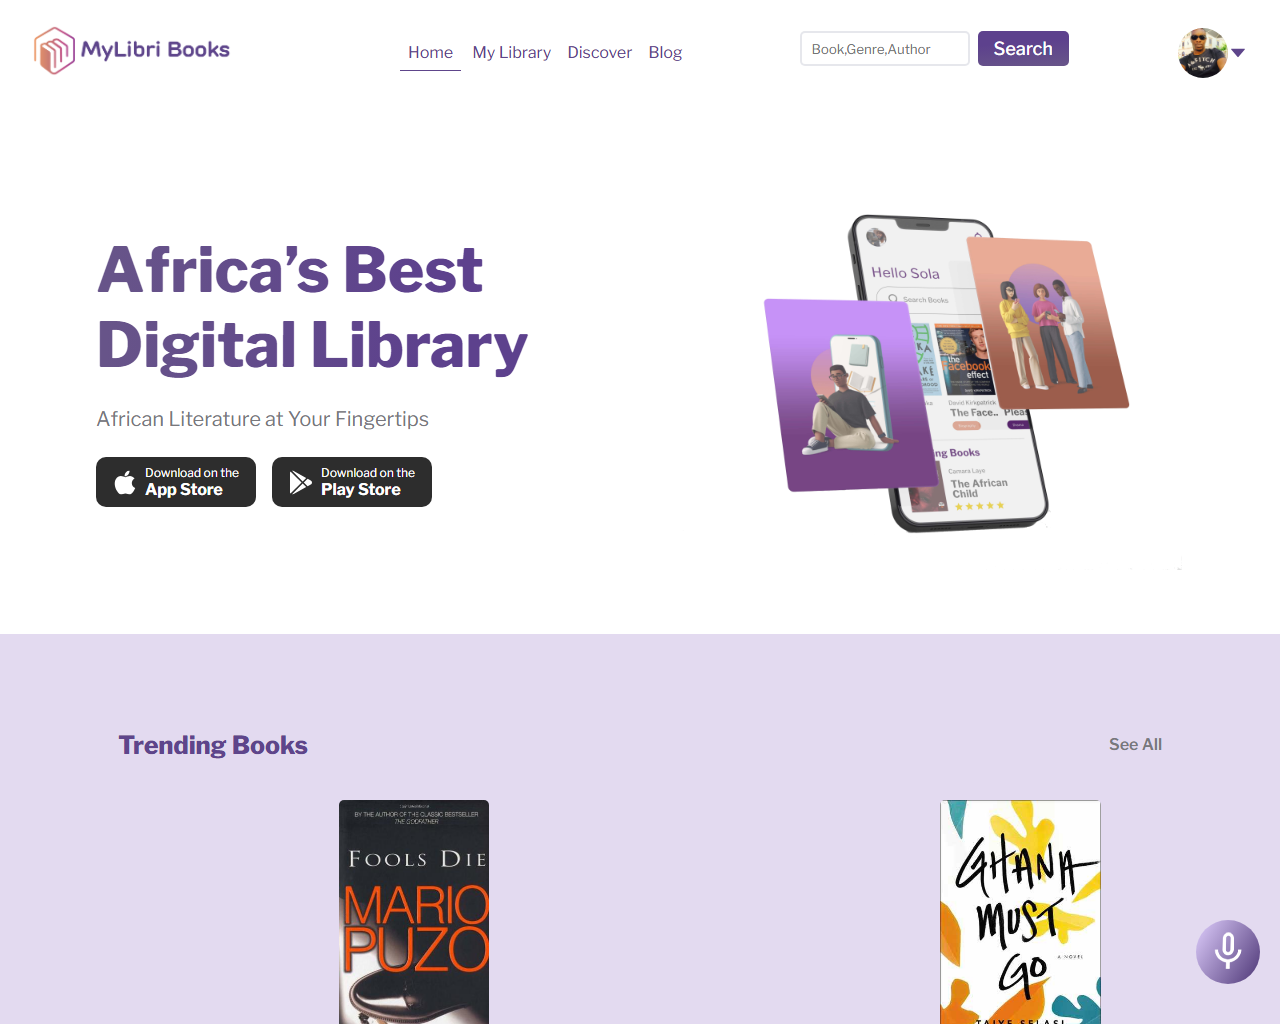 MyLibri Books
Home
My Library
Discover
Blog
Book,Genre,Author
Search
Africa’s Best
Digital Library
African Literature at Your Fingertips
Download on the
App Store
Download on the
Play Store
Hello Sola
Search Books
the
facebook
effect
David Kirkpatrick
The Face..
Books
Camara Laye
The African
Child
Trending Books
See All
BY THE AUTHOR OF THE CLASSIC BESTSELLER
THE GODFATHER
FOOLS DIE
MARIO
PUZO
GHANA
MUST
GO
A NOVEL
TAIYE SELASI